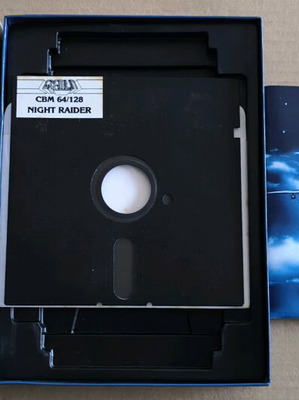 CBM 64/128
NIGHT RAIDER